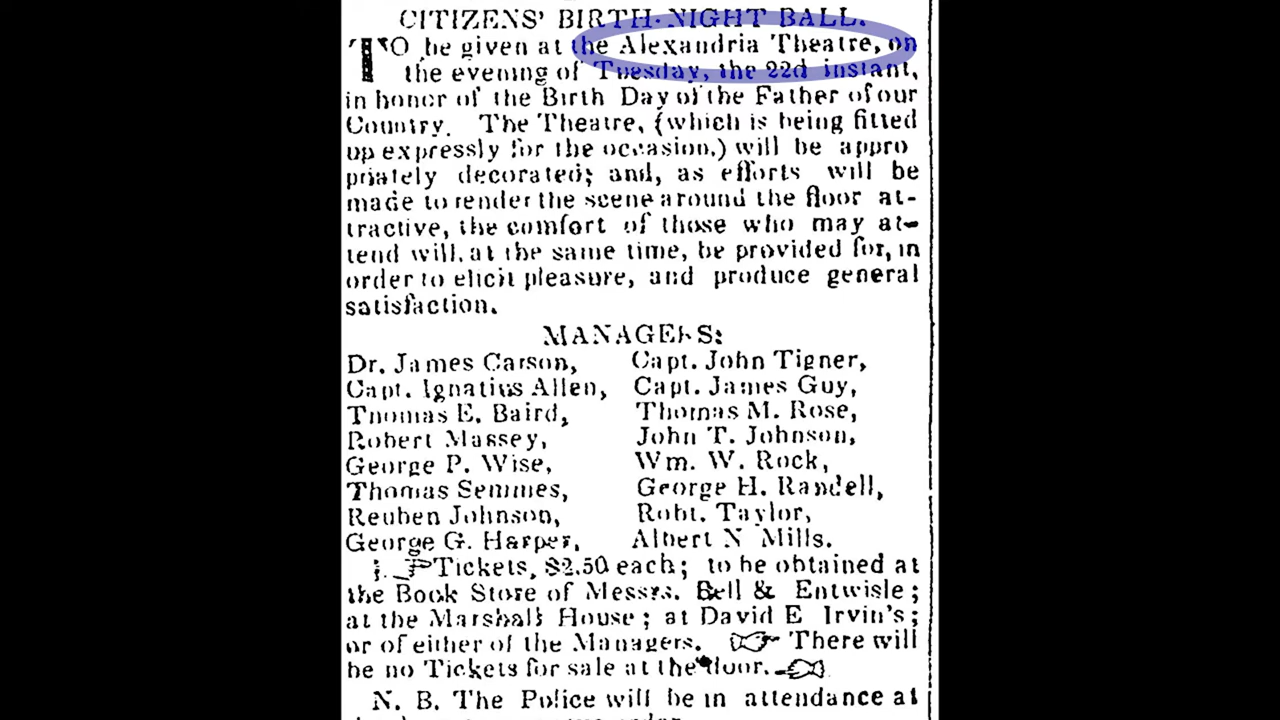 CITIZENS' BIRTH-NIGHT BALL.
TO be given at the Alexandria Theatre, on
the evening of Tuesday, the 22d instant,
in honor of the Birth Day of the Father of our
Country. The Theatre, (which is being fitted
up expressly for the occasion,) will be appro
priately decorated; and, as efforts will be
made to render the scene around the floor at-
tractive, the comfort of those who may at-
tend will, at the same time, be provided for, in
order to elicit pleasure, and produce general
satisfaction.
MANAGERS:
Dr. James Carson, Capt. John Tigner,
Capt. Ignatius Allen, Capt. James Guy,
Thomas E. Baird, Thomas M. Rose,
Robert Massey, John T. Johnson,
George P. Wise, Wm. W. Rock,
Thomas Semmes, George H. Randell,
Reuben Johnson, Robt. Taylor,
George G. Harper, Albert N Mills.
Tickets, $2.50 each; to be obtained at
the Book Store of Messrs. Bell & Entwisle;
at the Marshall House; at David E Irvin's;
or of either of the Managers. There will
be no Tickets for sale at the door.
N. B. The Police will be in attendance at